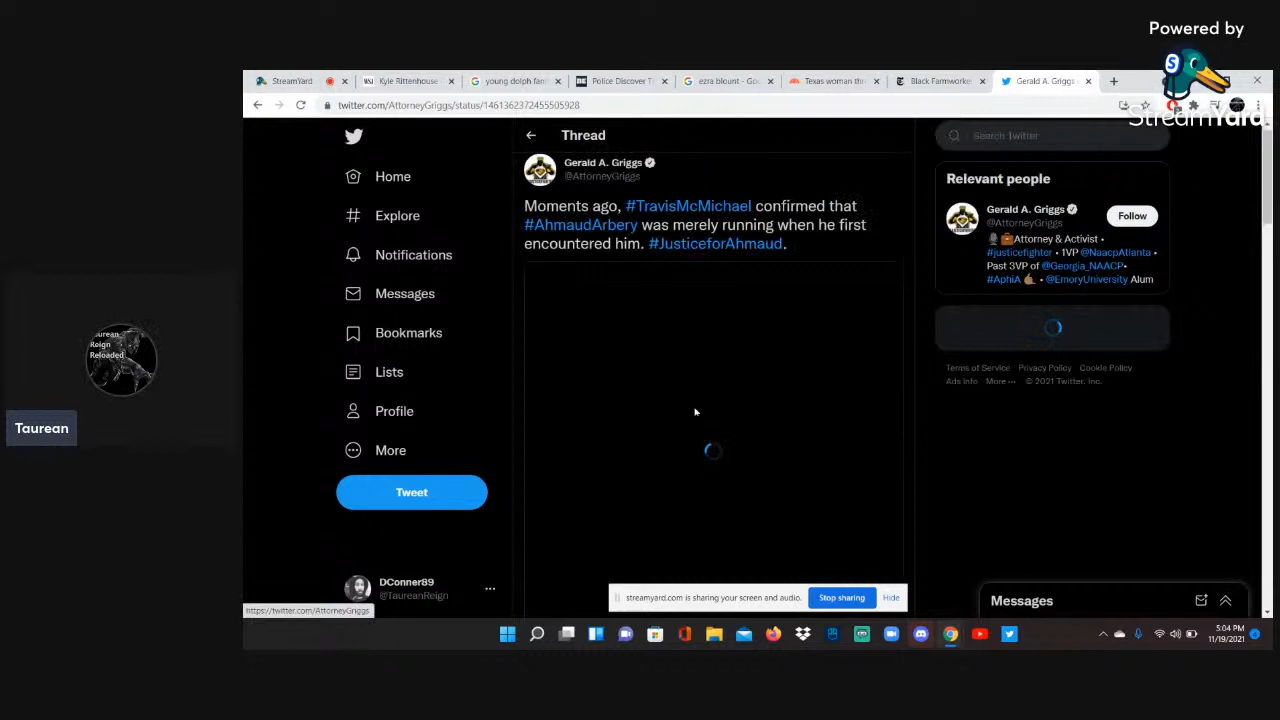 Powered by
StreamYard
StreamYard
Kyle Rittenhouse
young dolph fan
Police Discover T
ezra blount - Go
Texas woman thr
Black Farmworke
Gerald A. Griggs
twitter.com/AttorneyGriggs/status/1461362372455505928
Thread
Search Twitter
Home
Explore
Notifications
Messages
Bookmarks
Lists
Profile
More
Tweet
DConner89
@TaureanReign
https://twitter.com/AttorneyGriggs
Gerald A. Griggs
@AttorneyGriggs
Moments ago, #TravisMcMichael confirmed that
#AhmaudArbery was merely running when he first
encountered him. #JusticeforAhmaud.
Relevant people
Gerald A. Griggs
@AttorneyGriggs
Follow
Attorney & Activist •
#justicefighter • 1VP @NaacpAtlanta •
Past 3VP of @Georgia_NAACP•
#AphiA • @EmoryUniversity Alum
Terms of Service Privacy Policy Cookie Policy
Ads info More ··· © 2021 Twitter, Inc.
Messages
streamyard.com is sharing your screen and audio.
Stop sharing
Hide
5:04 PM
11/19/2021
urean
Reign
Reloaded
Taurean